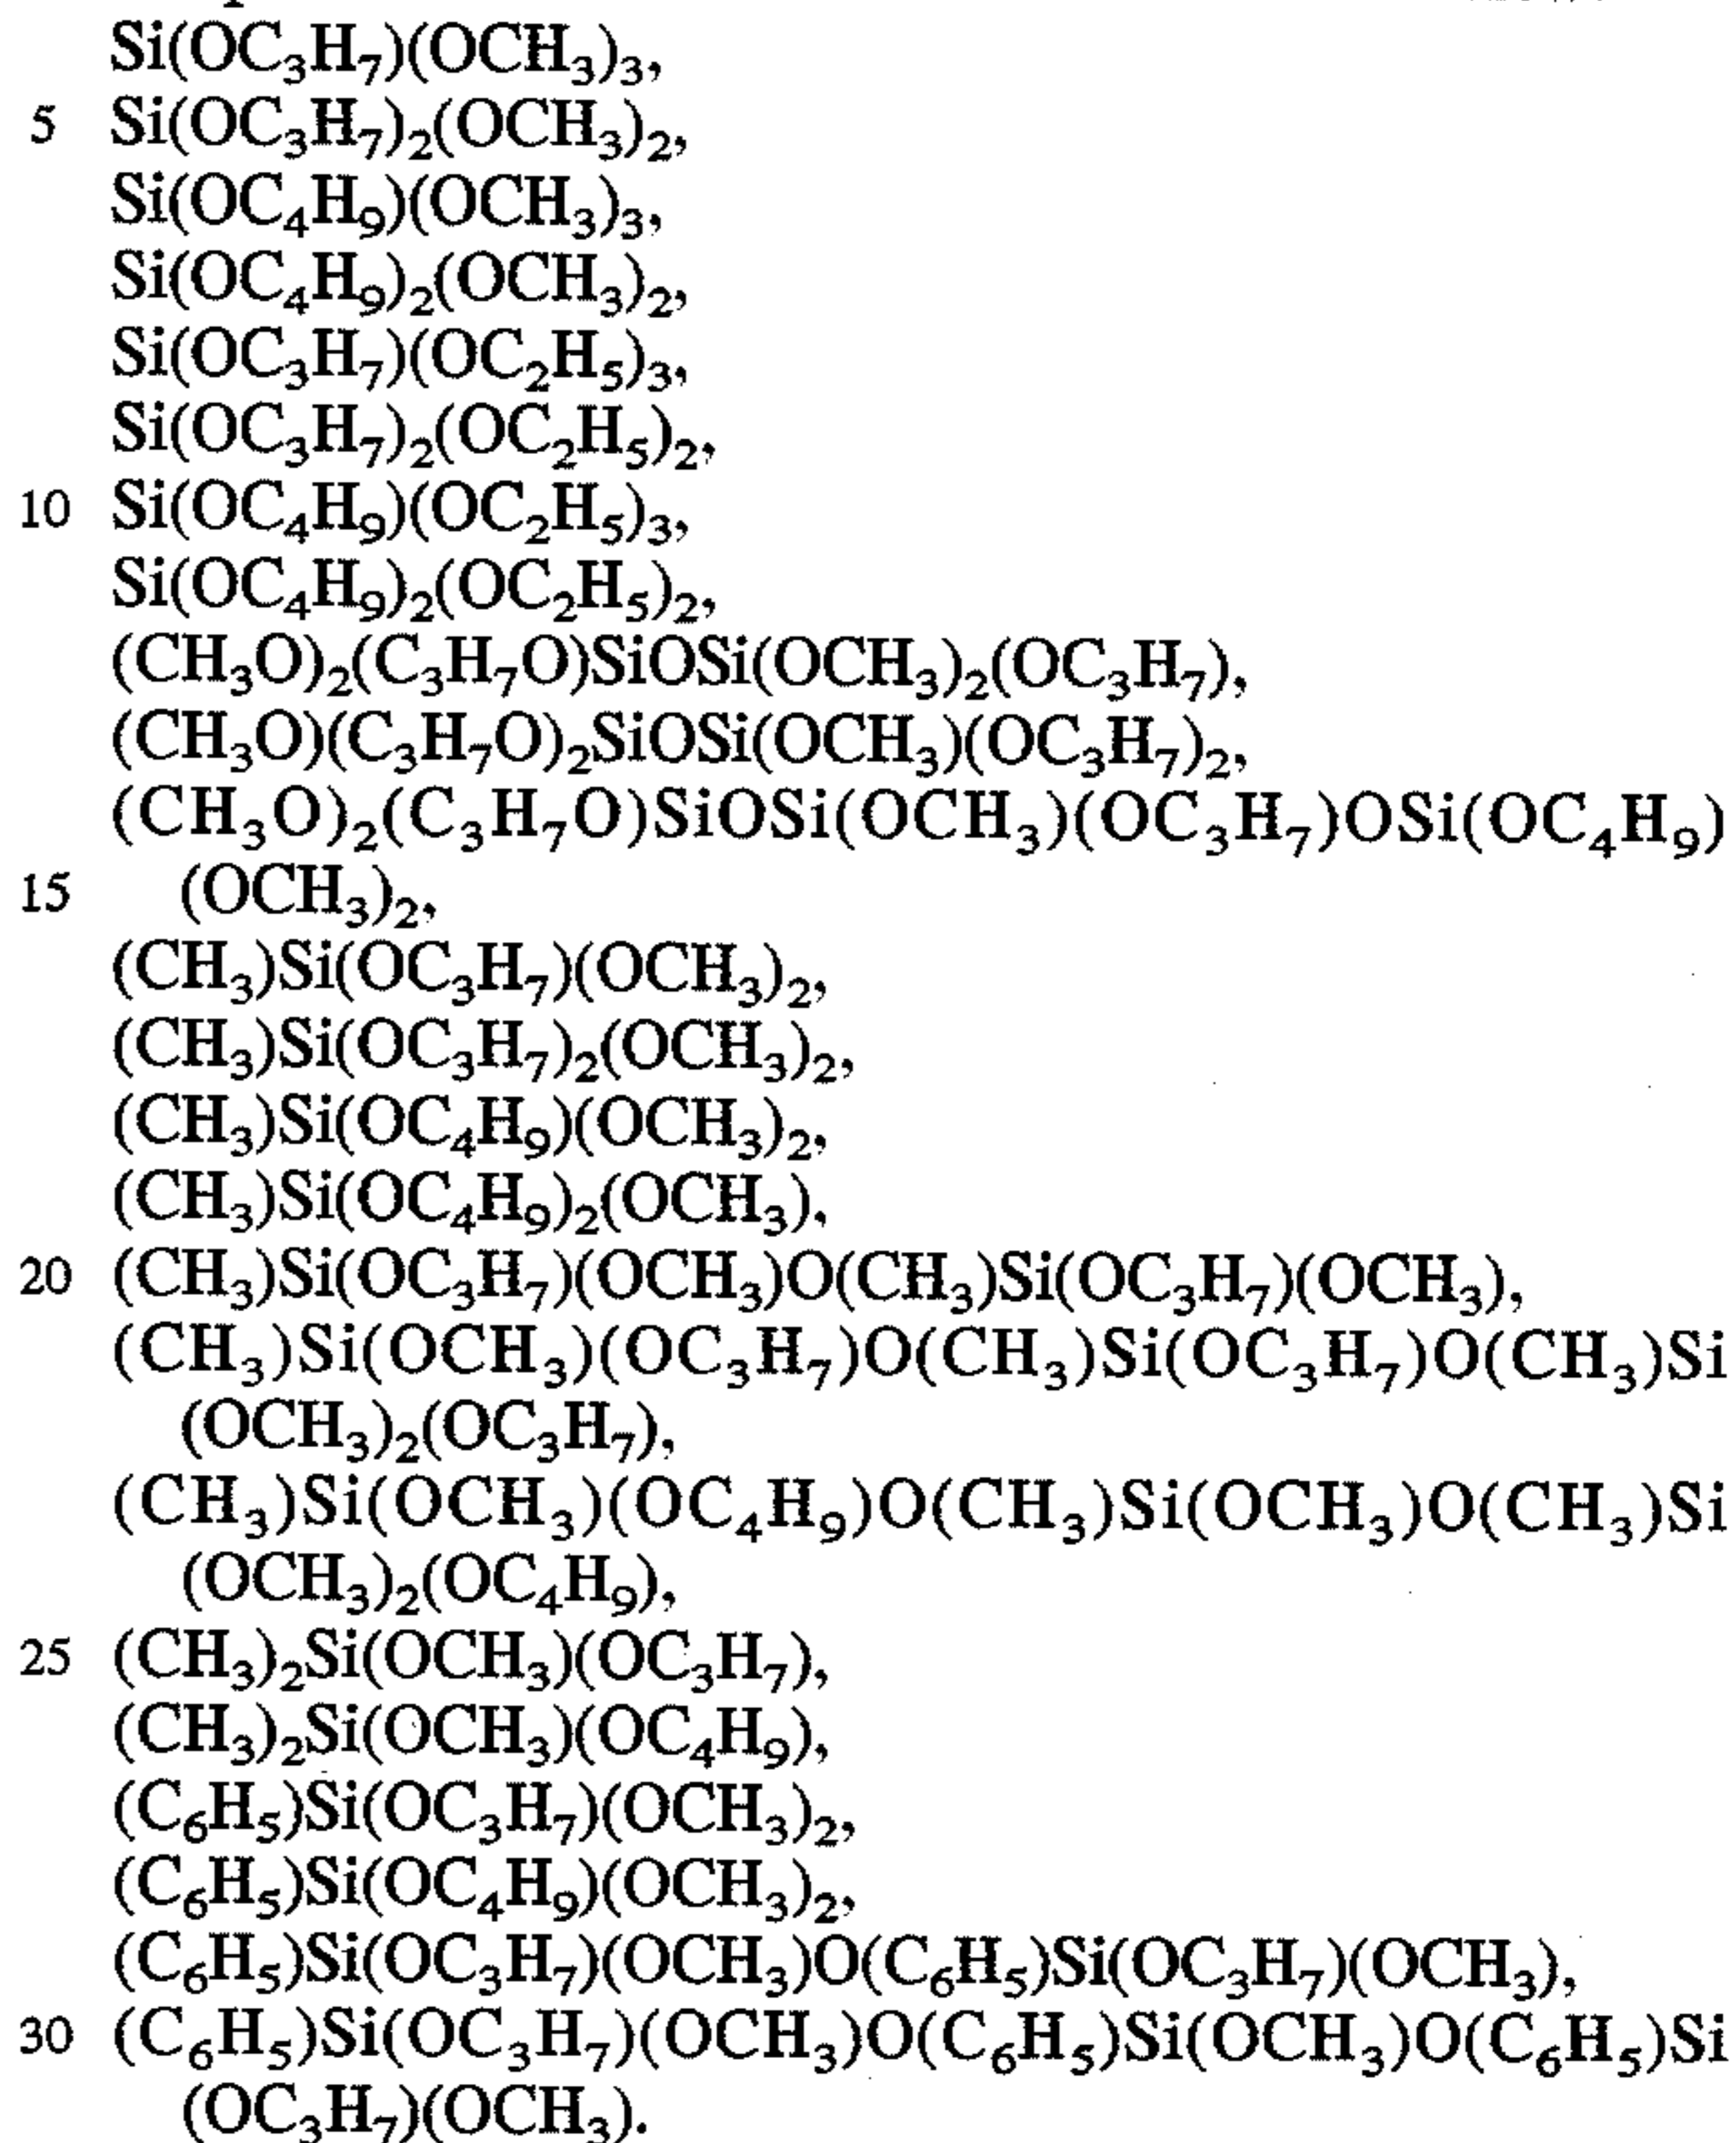 Si(OC₃H₇)(OCH₃)₃,
5 Si(OC₃H₇)₂(OCH₃)₂,
Si(OC₄H₉)(OCH₃)₃,
Si(OC₄H₉)₂(OCH₃)₂,
Si(OC₃H₇)(OC₂H₅)₃,
Si(OC₃H₇)₂(OC₂H₅)₂,
10 Si(OC₄H₉)(OC₂H₅)₃,
Si(OC₄H₉)₂(OC₂H₅)₂,
(CH₃O)₂(C₃H₇O)SiOSi(OCH₃)₂(OC₃H₇),
(CH₃O)(C₃H₇O)₂SiOSi(OCH₃)(OC₃H₇)₂,
(CH₃O)₂(C₃H₇O)SiOSi(OCH₃)(OC₃H₇)OSi(OC₄H₉)
15 (OCH₃)₂,
(CH₃)Si(OC₃H₇)(OCH₃)₂,
(CH₃)Si(OC₃H₇)₂(OCH₃)₂,
(CH₃)Si(OC₄H₉)(OCH₃)₂,
(CH₃)Si(OC₄H₉)₂(OCH₃),
20 (CH₃)Si(OC₃H₇)(OCH₃)O(CH₃)Si(OC₃H₇)(OCH₃),
(CH₃)Si(OCH₃)(OC₃H₇)O(CH₃)Si(OC₃H₇)O(CH₃)Si
(OCH₃)₂(OC₃H₇),
(CH₃)Si(OCH₃)(OC₄H₉)O(CH₃)Si(OCH₃)O(CH₃)Si
(OCH₃)₂(OC₄H₉),
25 (CH₃)₂Si(OCH₃)(OC₃H₇),
(CH₃)₂Si(OCH₃)(OC₄H₉),
(C₆H₅)Si(OC₃H₇)(OCH₃)₂,
(C₆H₅)Si(OC₄H₉)(OCH₃)₂,
(C₆H₅)Si(OC₃H₇)(OCH₃)O(C₆H₅)Si(OC₃H₇)(OCH₃),
30 (C₆H₅)Si(OC₃H₇)(OCH₃)O(C₆H₅)Si(OCH₃)O(C₆H₅)Si
(OC₃H₇)(OCH₃).